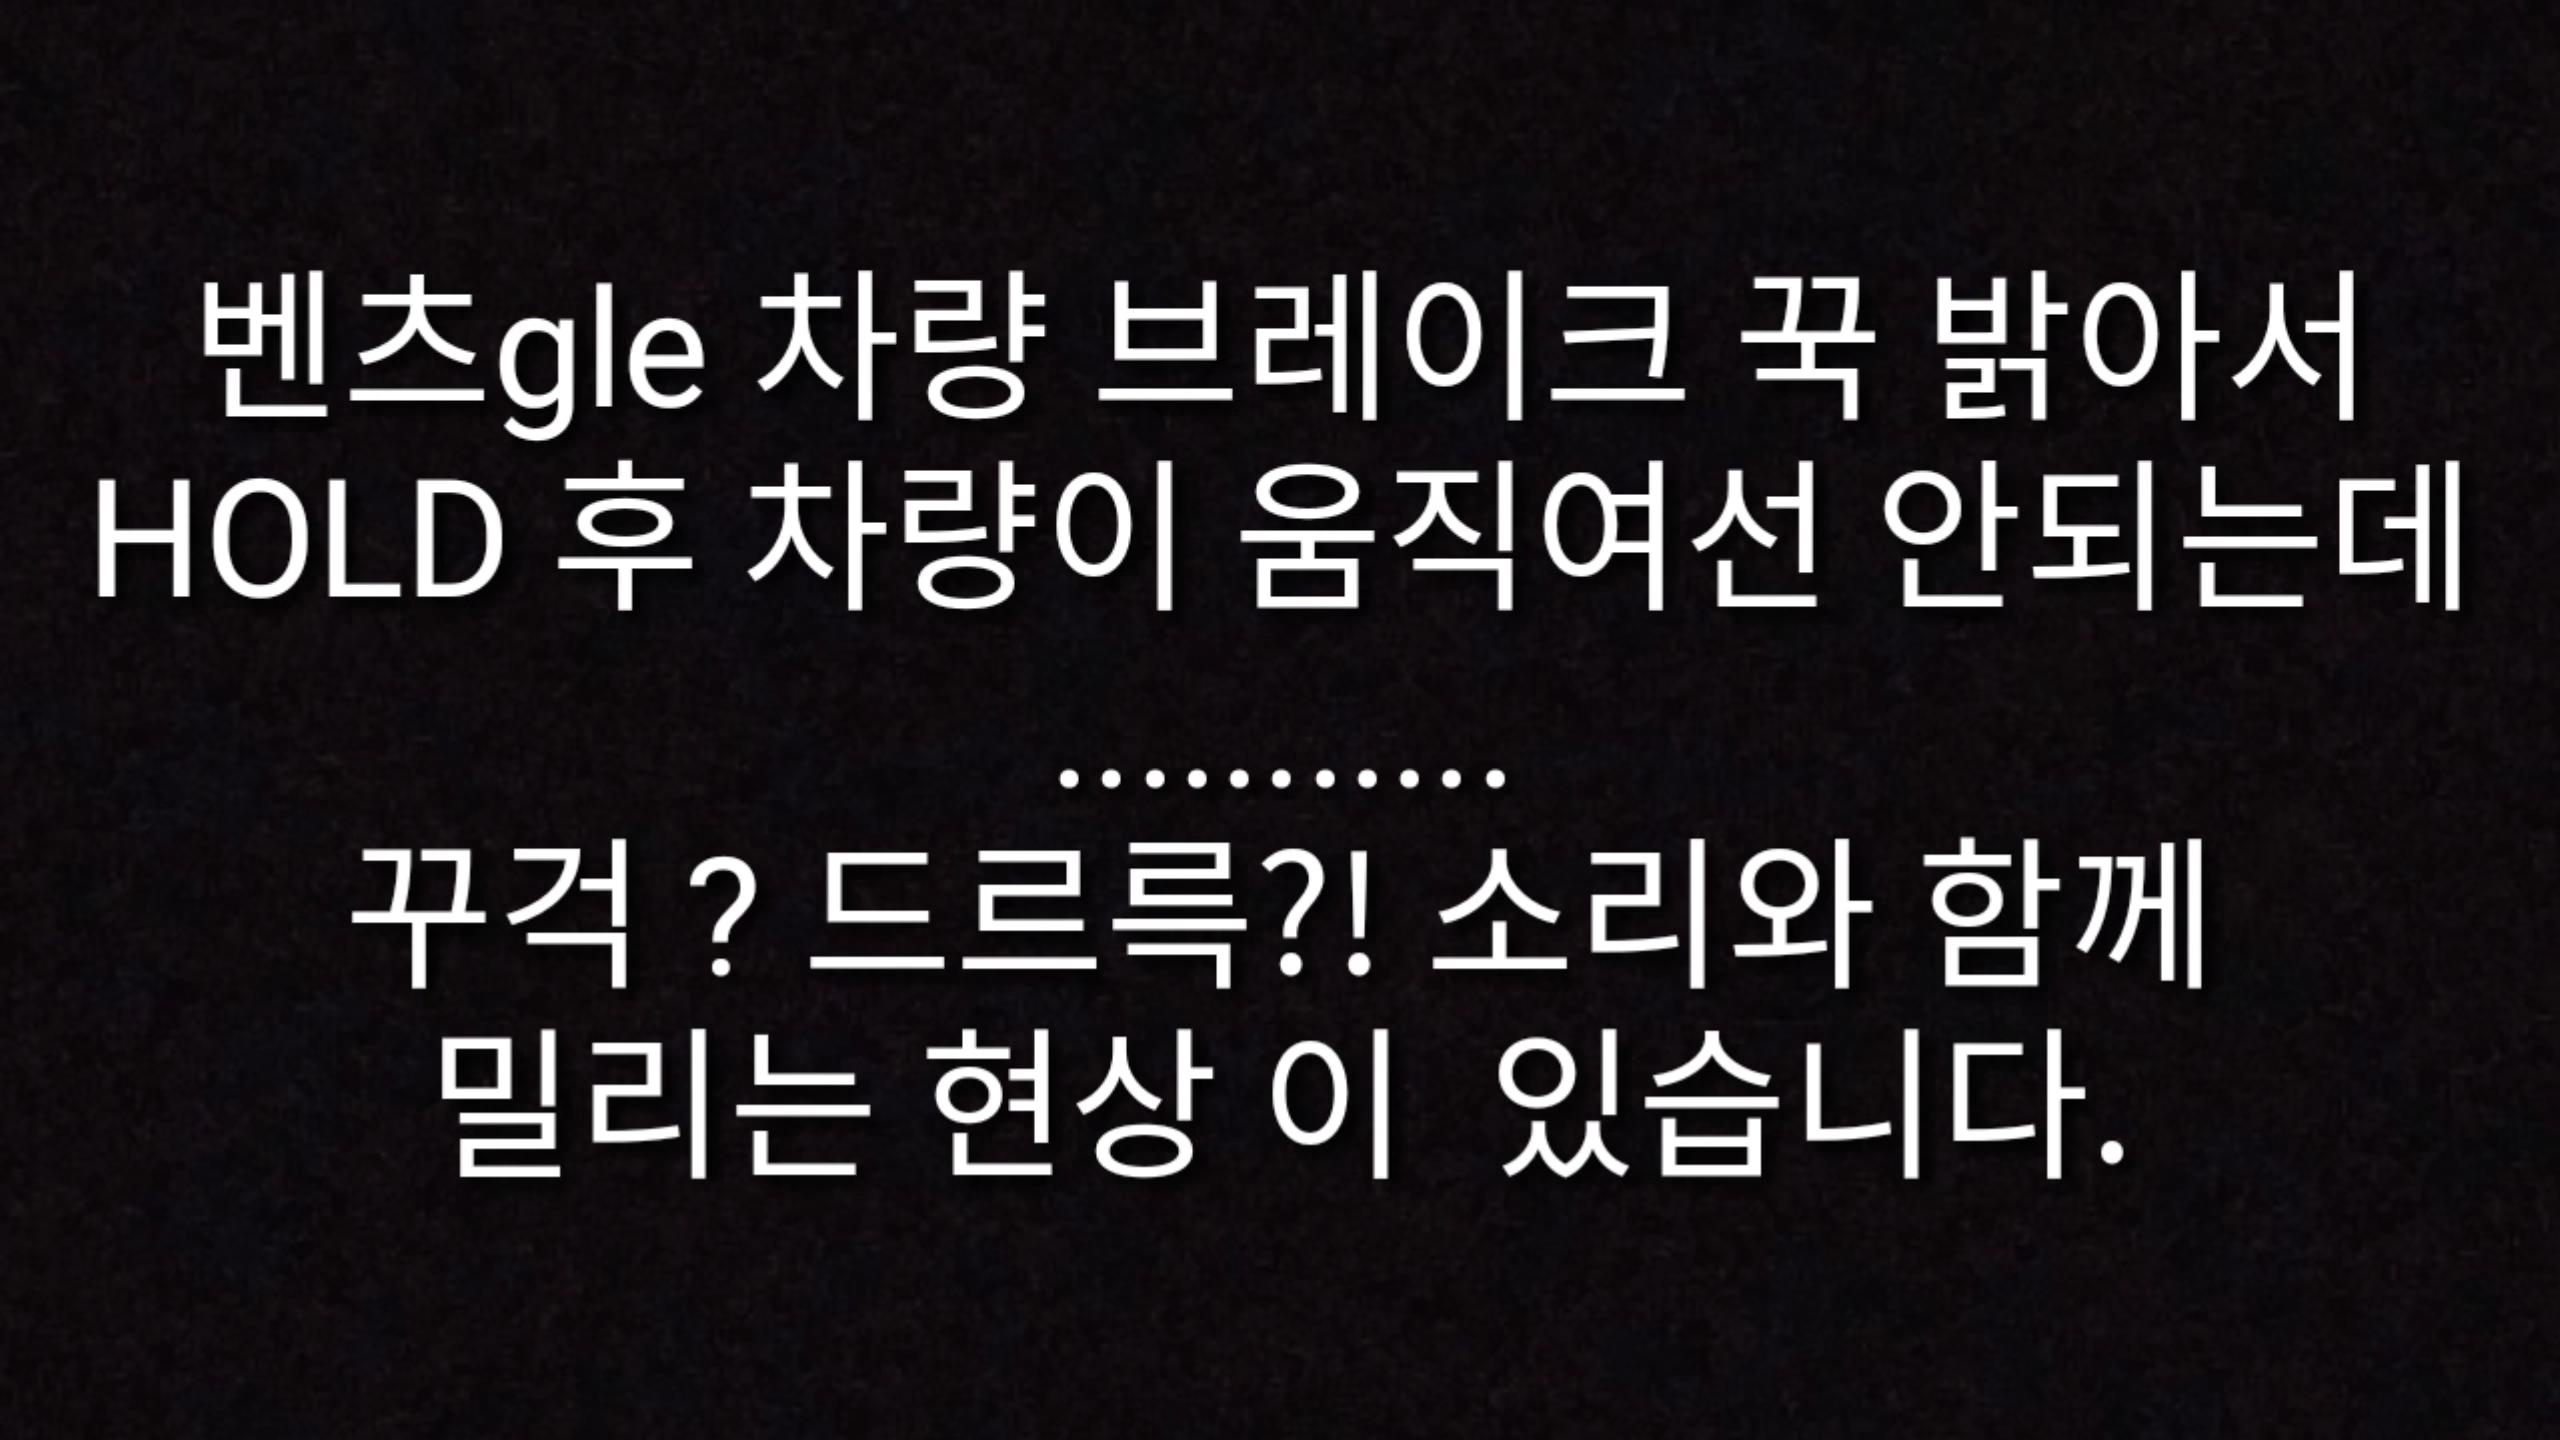 벤츠gle 차량 브레이크 꾹 밝아서
HOLD 후 차량이 움직여선 안되는데
...........
꾸걱 ? 드르륵?! 소리와 함께
밀리는 현상 이  있습니다.